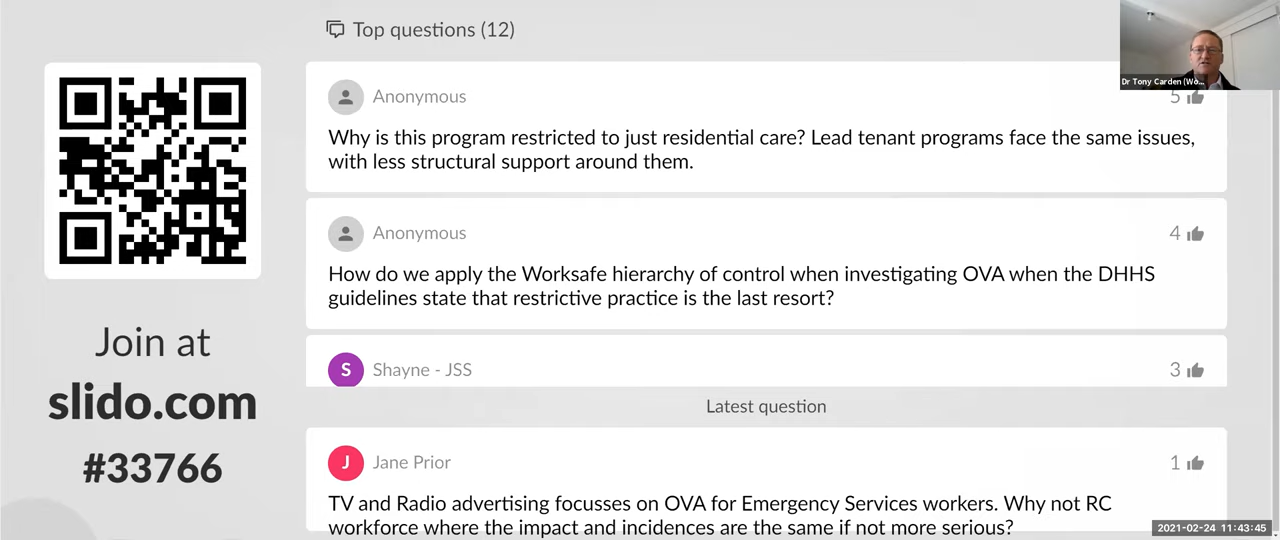 Top questions (12)
Dr Tony Carden (Wo...
Anonymous
5
Why is this program restricted to just residential care? Lead tenant programs face the same issues,
with less structural support around them.
Anonymous
4
How do we apply the Worksafe hierarchy of control when investigating OVA when the DHHS
guidelines state that restrictive practice is the last resort?
S
Shayne - JSS
3
Latest question
J
Jane Prior
1
TV and Radio advertising focusses on OVA for Emergency Services workers. Why not RC
workforce where the impact and incidences are the same if not more serious?
Join at
slido.com
#33766
2021-02-24 11:43:45